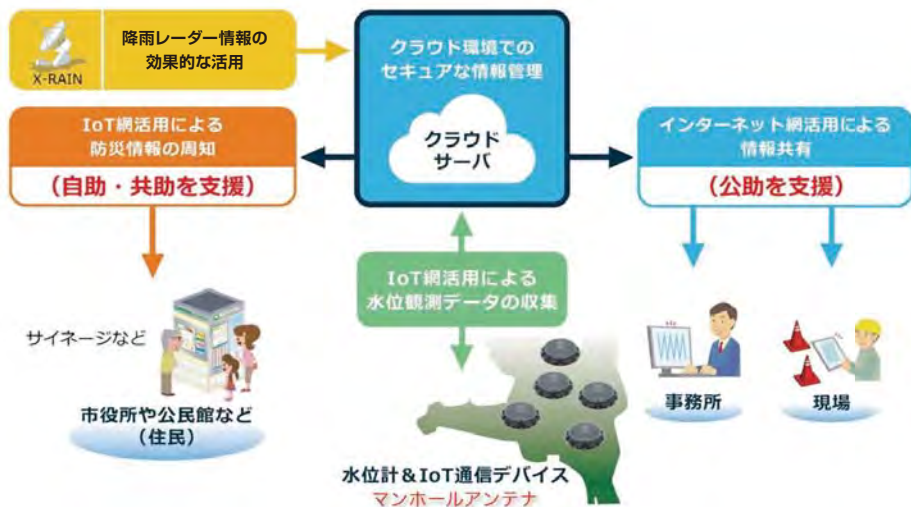 X-RAIN
降雨レーダー情報の
効果的な活用
クラウド環境での
セキュアな情報管理
クラウド
サーバ
IoT網活用による
防災情報の周知
(自助・共助を支援)
インターネット網活用による
情報共有
(公助を支援)
IoT網活用による
水位観測データの収集
サイネージなど
市役所や公民館など
(住民)
事務所
現場
水位計&IoT通信デバイス
マンホールアンテナ